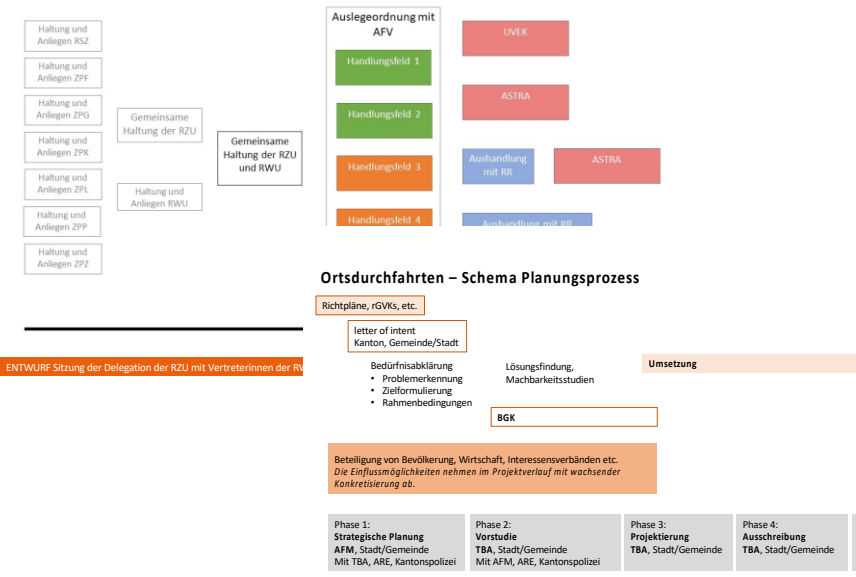 Haltung und
Anliegen RSZ
Haltung und
Anliegen ZPF
Haltung und
Anliegen ZPG
Haltung und
Anliegen ZPK
Haltung und
Anliegen ZPL
Haltung und
Anliegen ZPP
Haltung und
Anliegen ZPZ
Gemeinsame
Haltung der RZU
Haltung und
Anliegen RWU
Gemeinsame
Haltung der RZU
und RWU
Auslegeordnung mit
AFV
Handlungsfeld 1
Handlungsfeld 2
Handlungsfeld 3
Handlungsfeld 4
UVEK
ASTRA
Aushandlung
mit RR
ASTRA
Aushandlung mit RR
ENTWURF Sitzung der Delegation der RZU mit Vertreterinnen der
Ortsdurchfahrten – Schema Planungsprozess
Richtpläne, rGVKs, etc.
letter of intent
Kanton, Gemeinde/Stadt
Bedürfnisabklärung
• Problemerkennung
• Zielformulierung
• Rahmenbedingungen
Lösungsfindung,
Machbarkeitsstudien
BGK
Umsetzung
Beteiligung von Bevölkerung, Wirtschaft, Interessensverbänden etc.
Die Einflussmöglichkeiten nehmen im Projektverlauf mit wachsender
Konkretisierung ab.
Phase 1:
Strategische Planung
AFM, Stadt/Gemeinde
Mit TBA, ARE, Kantonspolizei
Phase 2:
Vorstudie
TBA, Stadt/Gemeinde
Mit AFM, ARE, Kantonspolizei
Phase 3:
Projektierung
TBA, Stadt/Gemeinde
Phase 4:
Ausschreibung
TBA, Stadt/Gemeinde